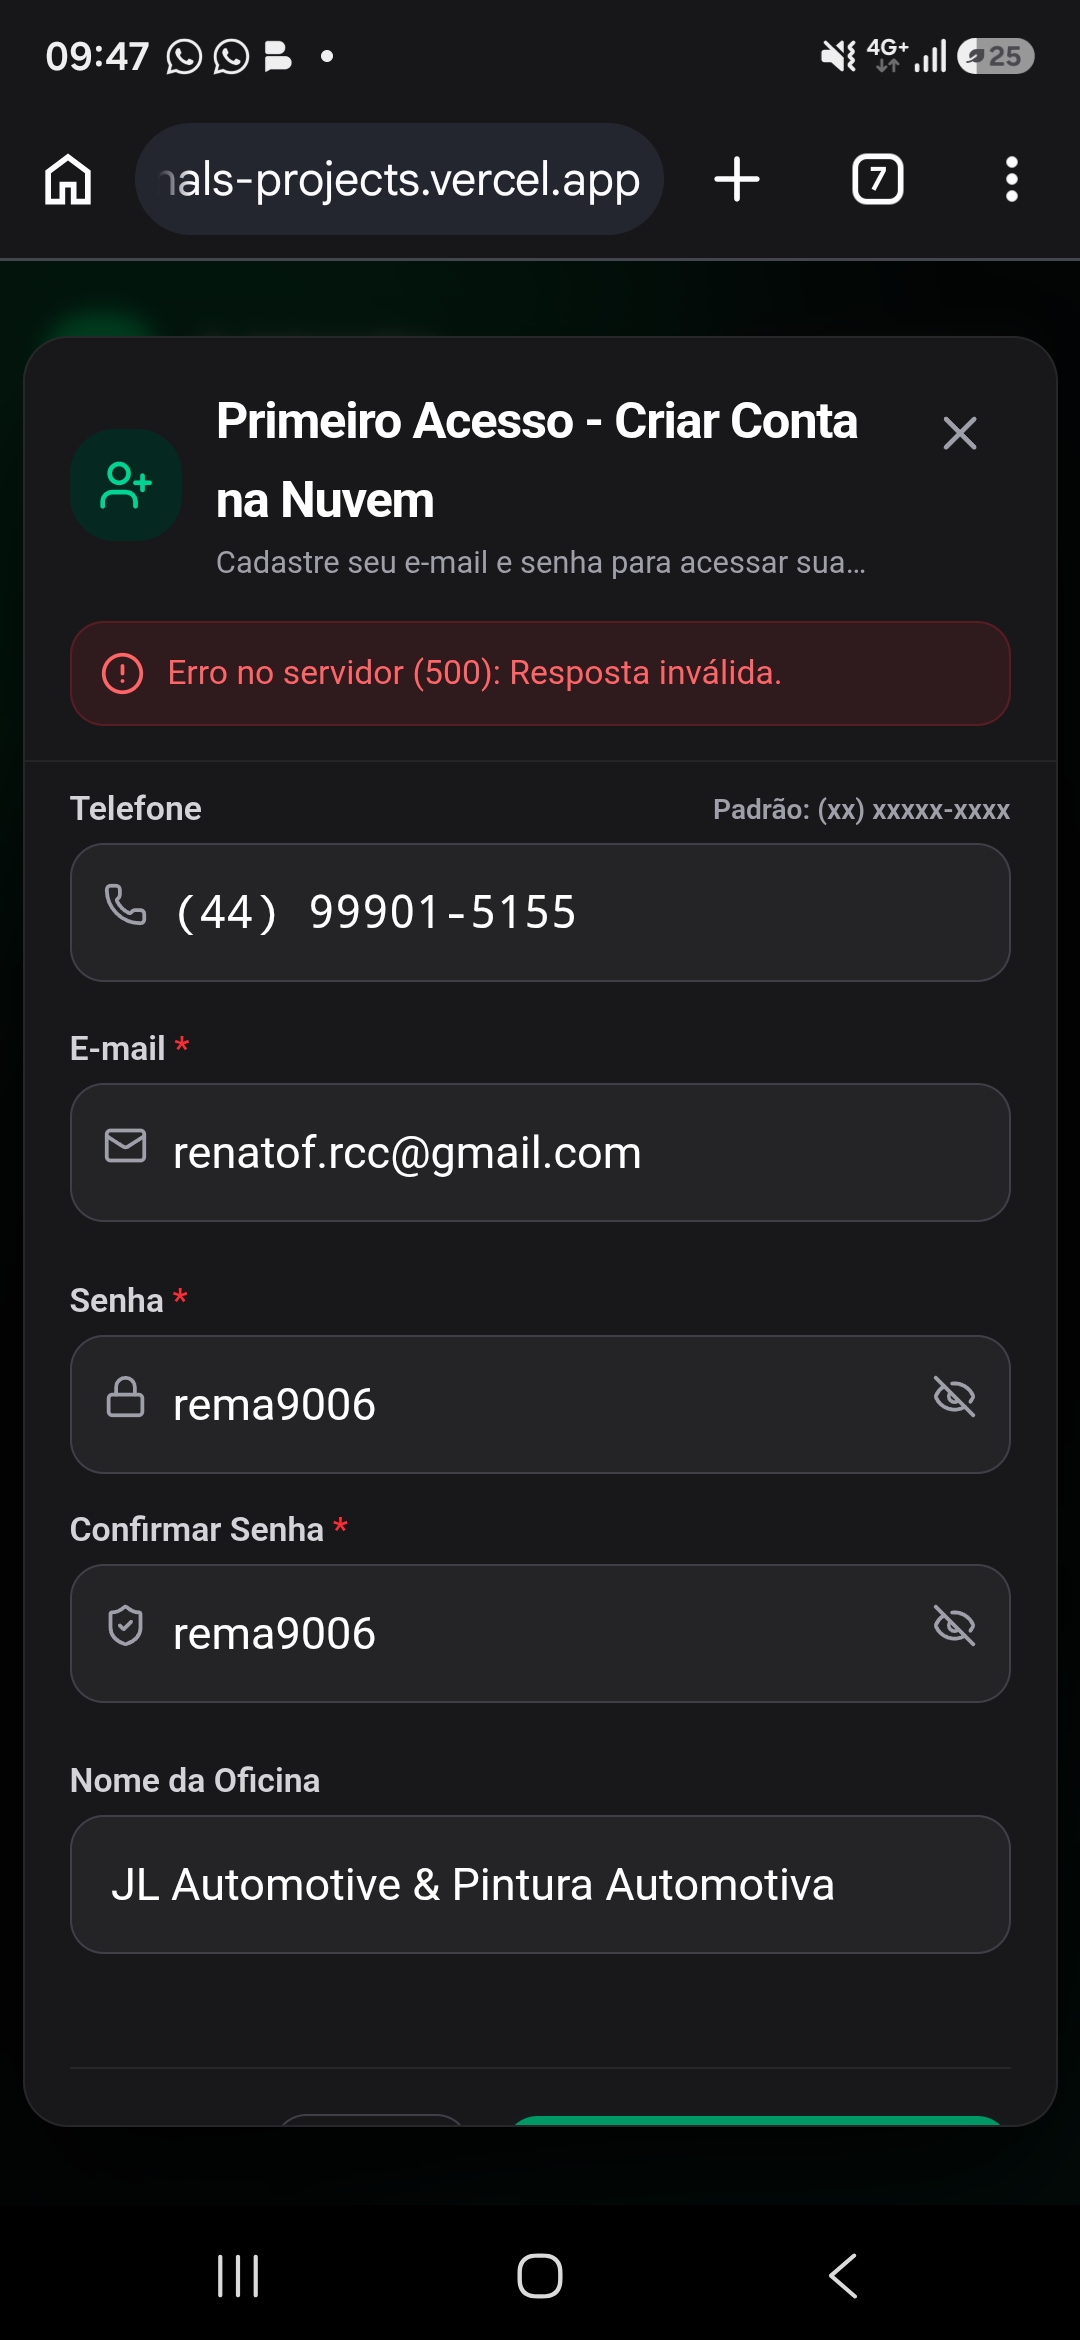 09:47
4G+
25
nals-projects.vercel.app
7
Primeiro Acesso - Criar Conta
na Nuvem
Cadastre seu e-mail e senha para acessar sua...
Erro no servidor (500): Resposta inválida.
Telefone
Padrão: (xx) xxxxx-xxxx
(44) 99901-5155
E-mail *
renatof.rcc@gmail.com
Senha *
rema9006
Confirmar Senha *
rema9006
Nome da Oficina
JL Automotive & Pintura Automotiva